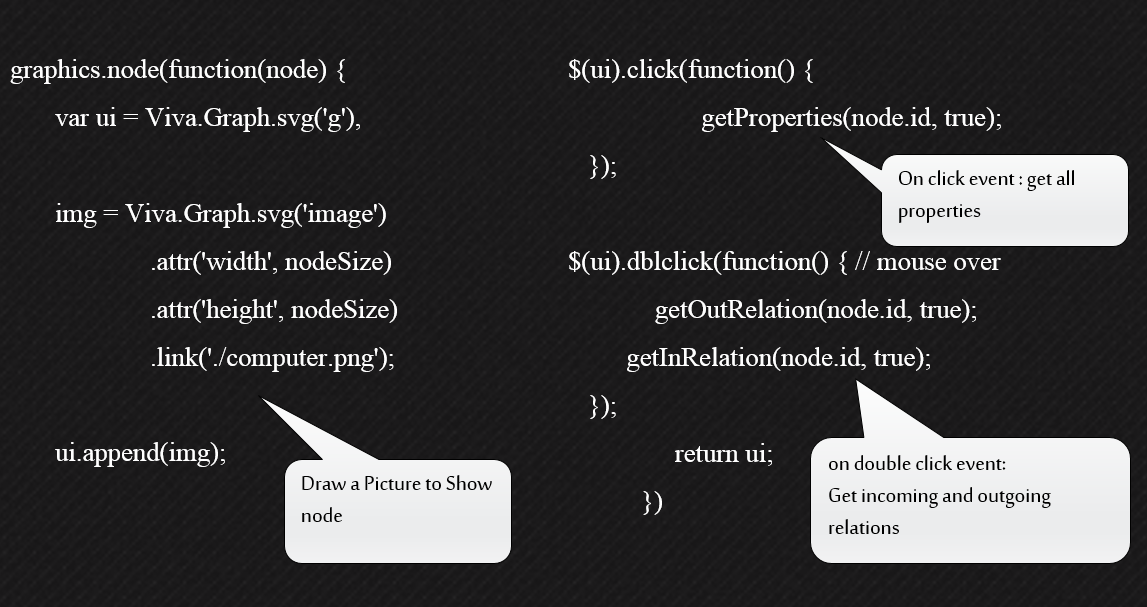 graphics.node(function(node) {
var ui = Viva.Graph.svg('g'),
img = Viva.Graph.svg('image')
.attr('width', nodeSize)
.attr('height', nodeSize)
.link('./computer.png');
ui.append(img);
Draw a Picture to Show
node
$(ui).click(function() {
getProperties(node.id, true);
});
On click event : get all
properties
$(ui).dblclick(function() { // mouse over
getOutRelation(node.id, true);
getInRelation(node.id, true);
});
return ui;
})
on double click event:
Get incoming and outgoing
relations